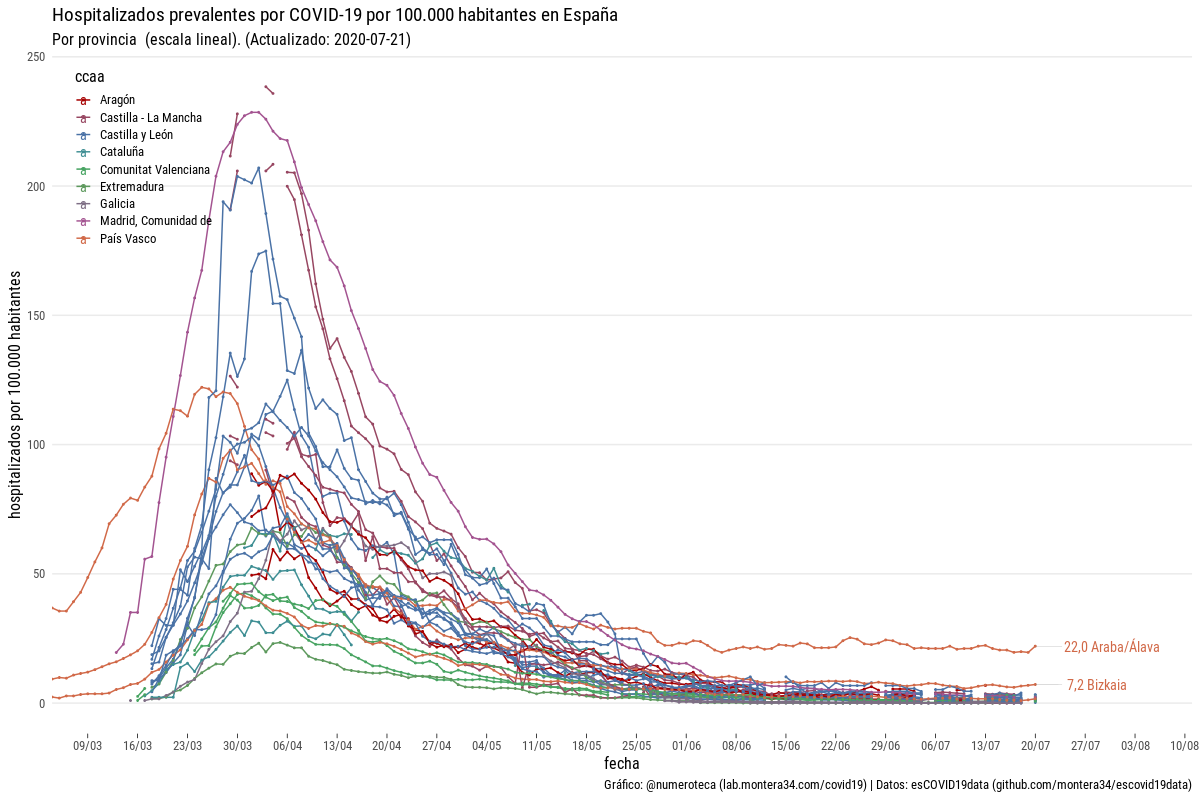 Hospitalizados prevalentes por COVID-19 por 100.000 habitantes en España
Por provincia (escala lineal). (Actualizado: 2020-07-21)
hospitalizados por 100.000 habitantes
250
200
150
100
50
0
ccaa
Aragón
Castilla - La Mancha
Castilla y León
Cataluña
Comunitat Valenciana
Extremadura
Galicia
Madrid, Comunidad de
País Vasco
22,0 Araba/Álava
7,2 Bizkaia
09/03 16/03 23/03 30/03 06/04 13/04 20/04 27/04 04/05 11/05 18/05 25/05 01/06 08/06 15/06 22/06 29/06 06/07 13/07 20/07 27/07 03/08 10/08
fecha
Gráfico: @numeroteca (lab.montera34.com/covid19) | Datos: esCOVID19data (github.com/montera34/escovid19data)